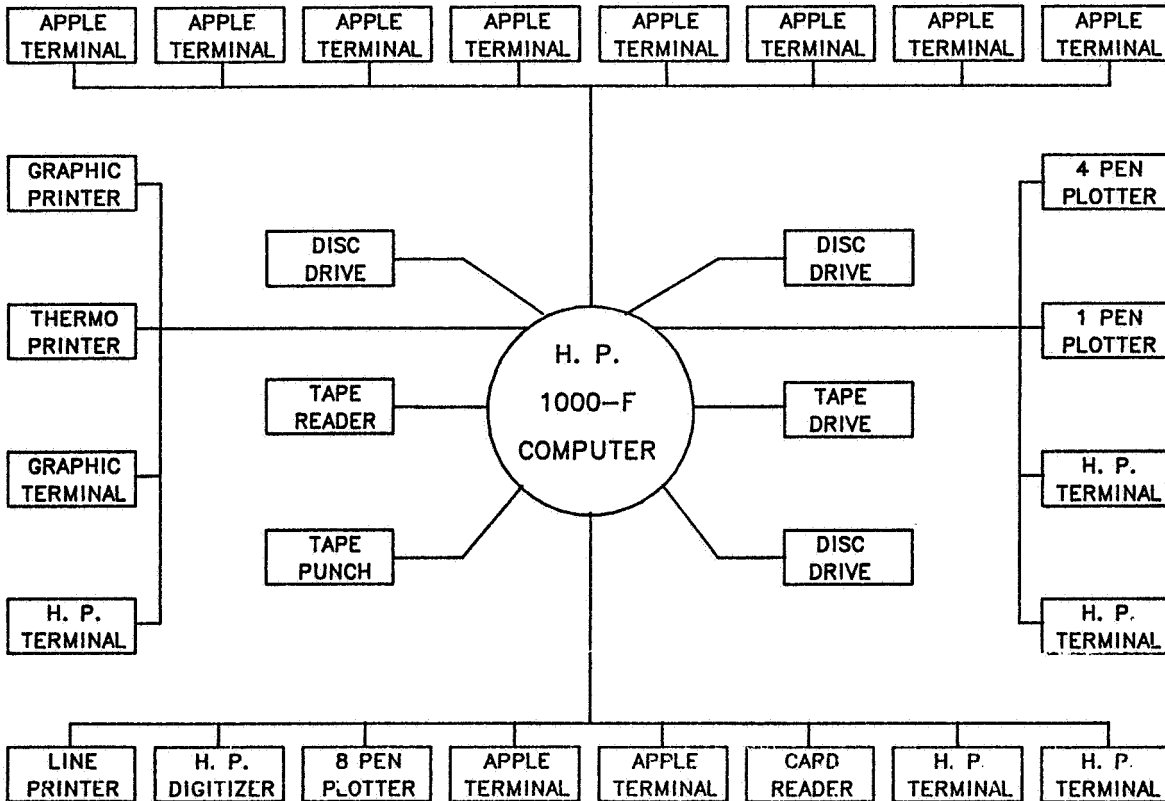 APPLE TERMINAL
APPLE TERMINAL
APPLE TERMINAL
APPLE TERMINAL
APPLE TERMINAL
APPLE TERMINAL
APPLE TERMINAL
APPLE TERMINAL
GRAPHIC
PRINTER
4 PEN
PLOTTER
DISC
DRIVE
DISC
DRIVE
THERMO
PRINTER
H. P.
1000-F
COMPUTER
1 PEN
PLOTTER
TAPE
READER
TAPE
DRIVE
GRAPHIC
TERMINAL
H. P.
TERMINAL
TAPE
PUNCH
DISC
DRIVE
H. P.
TERMINAL
H. P.
TERMINAL
LINE
PRINTER
H. P.
DIGITIZER
8 PEN
PLOTTER
APPLE
TERMINAL
APPLE
TERMINAL
CARD
READER
H. P.
TERMINAL
H. P.
TERMINAL